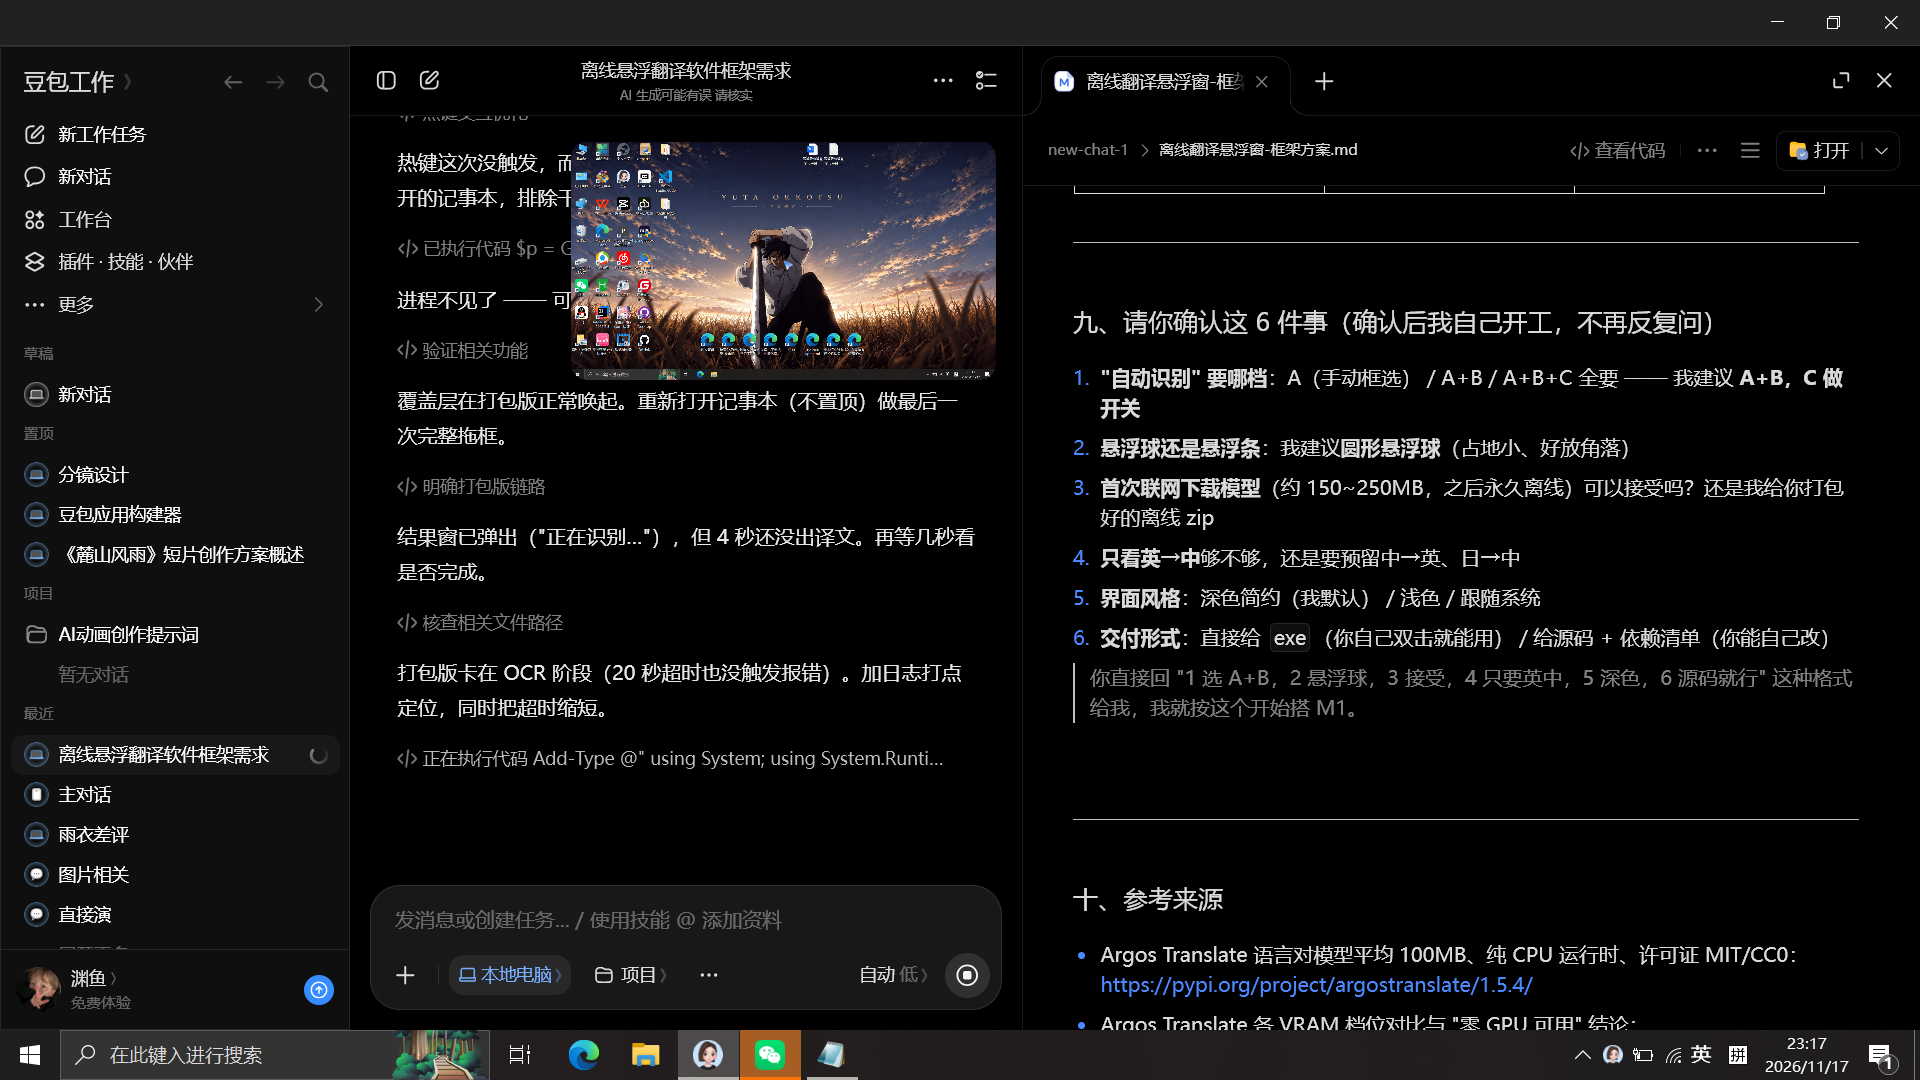 豆包工作
新工作任务
新对话
工作台
插件 · 技能 · 伙伴
更多
草稿
新对话
置顶
分镜设计
豆包应用构建器
《麓山风雨》短片创作方案概述
项目
AI动画创作提示词
暂无对话
最近
离线悬浮翻译软件框架需求
主对话
雨衣差评
图片相关
直接演
渊鱼
免费体验
离线悬浮翻译软件框架需求
AI 生成可能有误 请核实
热键这次没触发，而
开的记事本，排除干
</> 已执行代码 $p = G
进程不见了 —— 可
</> 验证相关功能
YUTA OKKOTSU
覆盖层在打包版正常唤起。重新打开记事本（不置顶）做最后一
次完整拖框。
</> 明确打包版链路
结果窗已弹出（"正在识别..."），但 4 秒还没出译文。再等几秒看
是否完成。
</> 核查相关文件路径
打包版卡在 OCR 阶段（20 秒超时也没触发报错）。加日志打点
定位，同时把超时缩短。
</> 正在执行代码 Add-Type @" using System; using System.Runti...
发消息或创建任务... / 使用技能 @ 添加资料
本地电脑
项目
自动 低
离线翻译悬浮窗-框架
new-chat-1 > 离线翻译悬浮窗-框架方案.md
</> 查看代码
打开
九、请你确认这 6 件事（确认后我自己开工，不再反复问）
1. "自动识别" 要哪档：A（手动框选） / A+B / A+B+C 全要 —— 我建议 A+B，C 做
开关
2. 悬浮球还是悬浮条：我建议圆形悬浮球（占地小、好放角落）
3. 首次联网下载模型（约 150~250MB，之后永久离线）可以接受吗？还是我给你打包
好的离线 zip
4. 只看英→中够不够，还是要预留中→英、日→中
5. 界面风格：深色简约（我默认） / 浅色 / 跟随系统
6. 交付形式：直接给 exe （你自己双击就能用） / 给源码 + 依赖清单（你能自己改）
你直接回 "1 选 A+B，2 悬浮球，3 接受，4 只要英中，5 深色，6 源码就行" 这种格式
给我，我就按这个开始搭 M1。
十、参考来源
• Argos Translate 语言对模型平均 100MB、纯 CPU 运行时、许可证 MIT/CC0：
https://pypi.org/project/argostranslate/1.5.4/
• Argos Translate 各 VRAM 档位对比与 "零 GPU 可用" 结论：
在此键入进行搜索
英
拼
23:17
2026/11/17
1